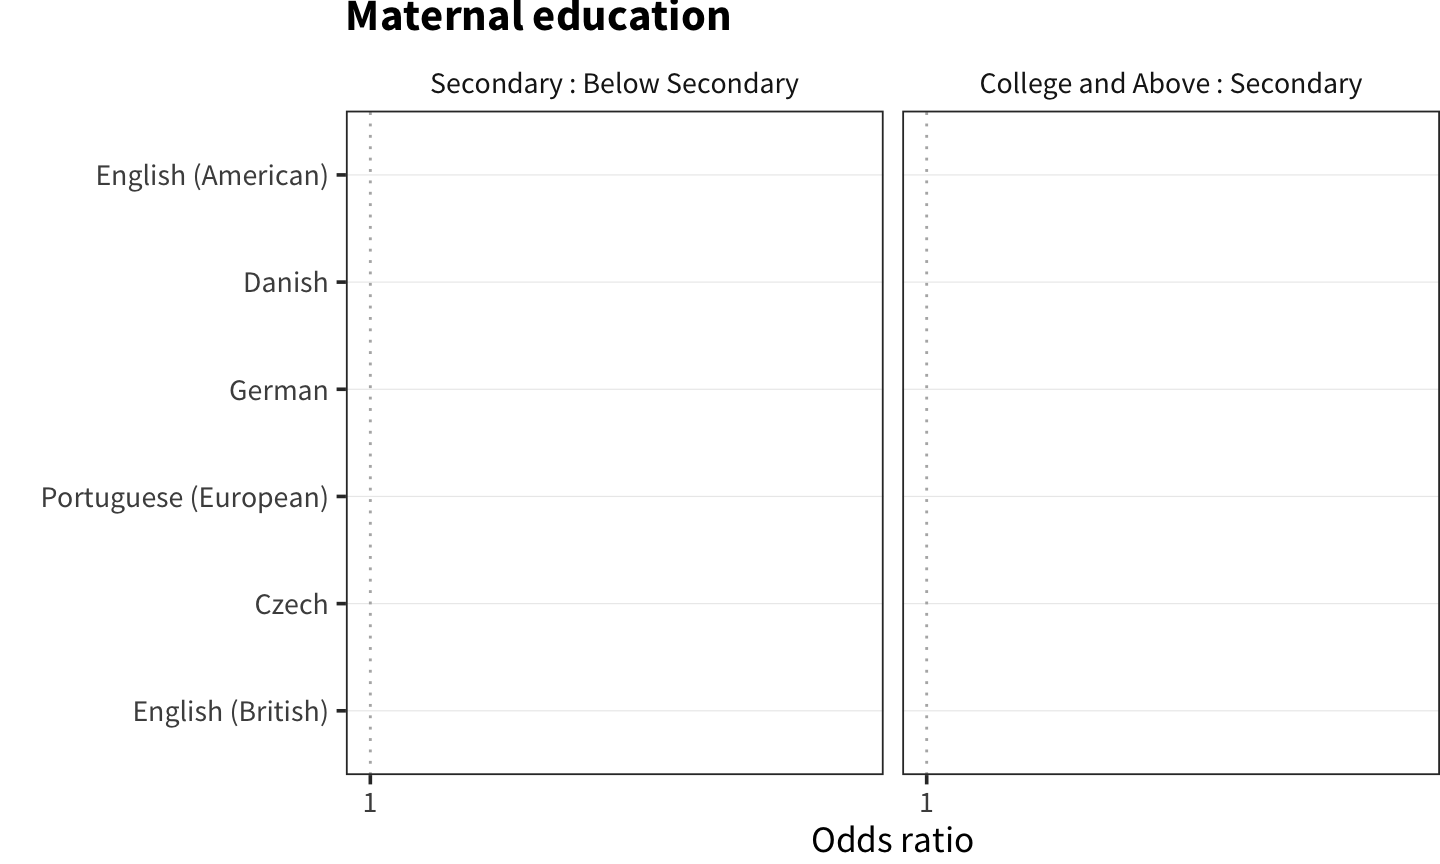 Maternal education
Secondary : Below Secondary
College and Above : Secondary
English (American)
Danish
German
Portuguese (European)
Czech
English (British)
1
1
Odds ratio